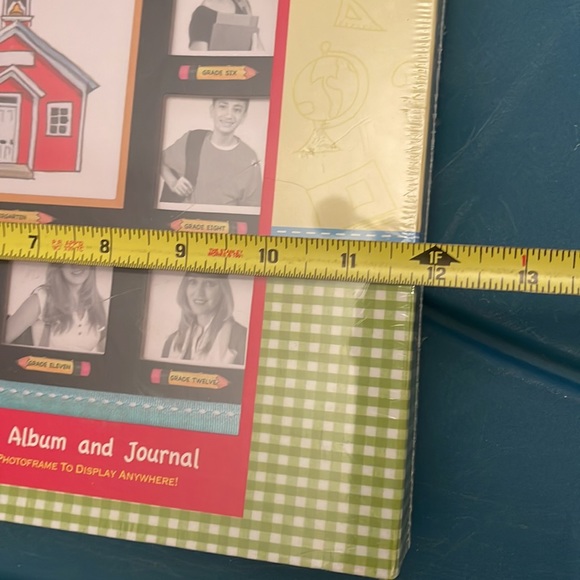 GRADE SIX
GRADE EIGHT
7 8 9 10 11 1F 12 13
GRADE ELEVEN
GRADE TWELVE
Album and Journal
PHOTOFRAME TO DISPLAY ANYWHERE!